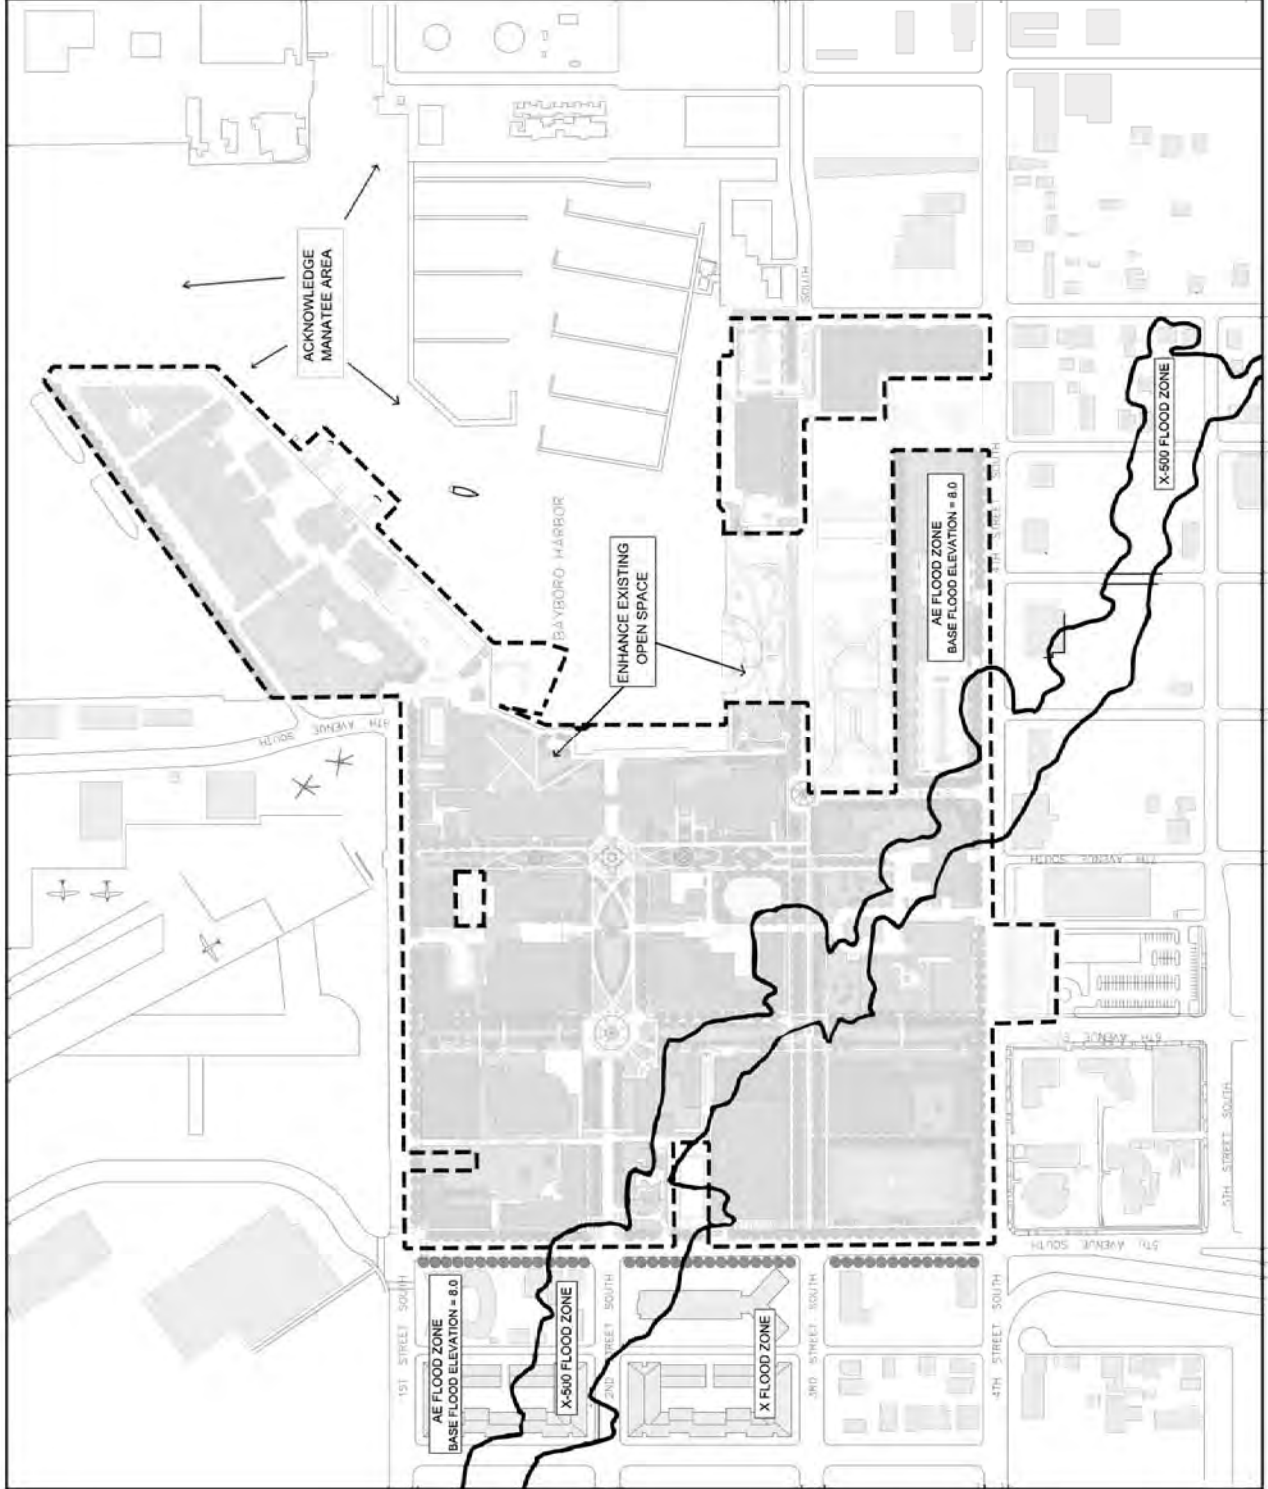 ACKNOWLEDGE
MANATEE AREA
BAYBORO HARBOR
ENHANCE EXISTING
OPEN SPACE
SOUTH
8TH AVENUE
SOUTH
AE FLOOD ZONE
BASE FLOOD ELEVATION = 8.0
4TH STREET SOUTH
X-500 FLOOD ZONE
7TH AVENUE SOUTH
6TH AVENUE
5TH STREET SOUTH
5TH AVENUE SOUTH
1ST STREET SOUTH
AE FLOOD ZONE
BASE FLOOD ELEVATION = 8.0
X-500 FLOOD ZONE
2ND STREET SOUTH
X FLOOD ZONE
3RD STREET SOUTH
4TH STREET SOUTH